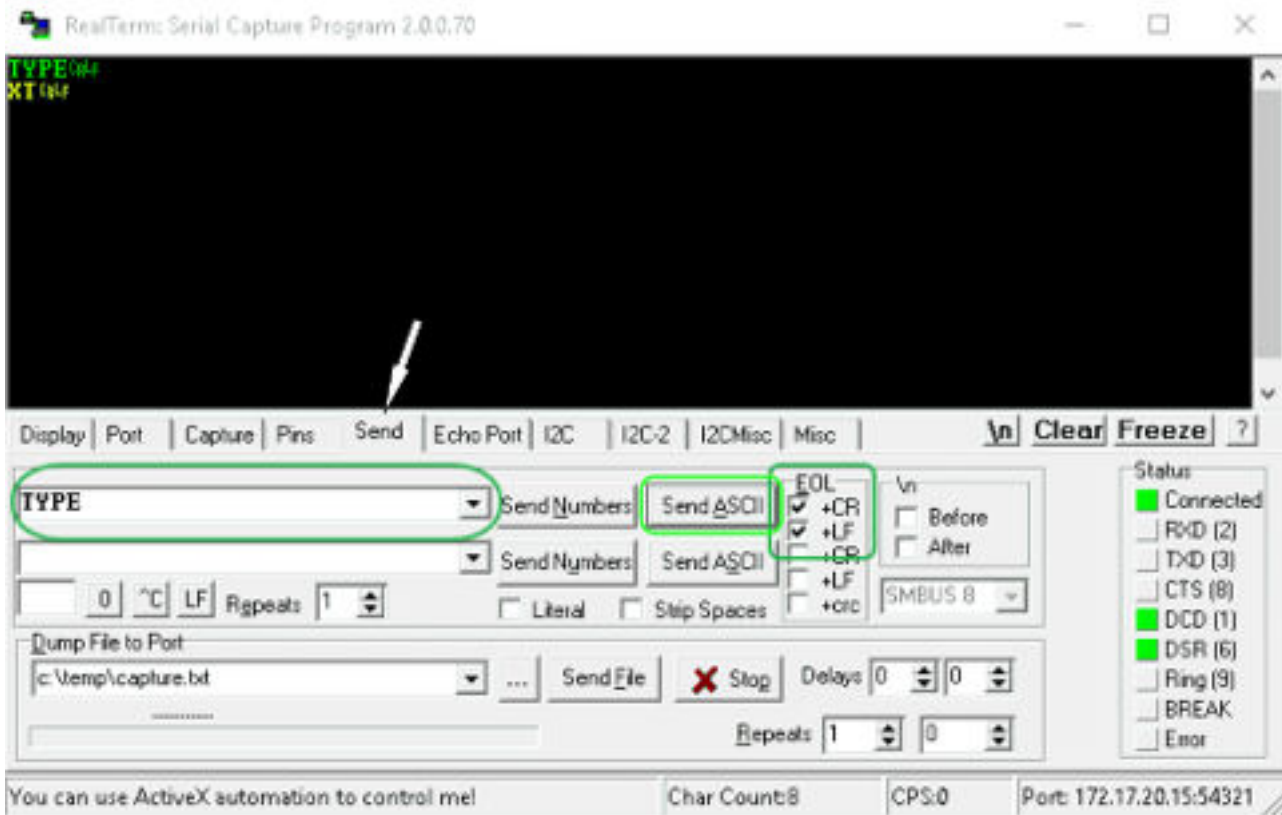 RealTerm: Serial Capture Program 2.0.0.70
TYPE
XT
Display Port Capture Pins Send Echo Port I2C I2C-2 I2CMisc Misc \n Clear Freeze ?
TYPE Send Numbers Send ASCII
Send Numbers Send ASCII
EOL
+CR
+LF
+CR
+LF
+crc
\n
Before
After
SMBUS 8
0 ^C LF Repeats 1 Literal Strip Spaces
Dump File to Port
c:\temp\capture.txt ... Send File Stop Delays 0 0
Repeats 1 0
Status
Connected
RXD (2)
TXD (3)
CTS (8)
DCD (1)
DSR (6)
Ring (9)
BREAK
Error
You can use ActiveX automation to control me! Char Count:8 CPS:0 Port: 172.17.20.15:54321